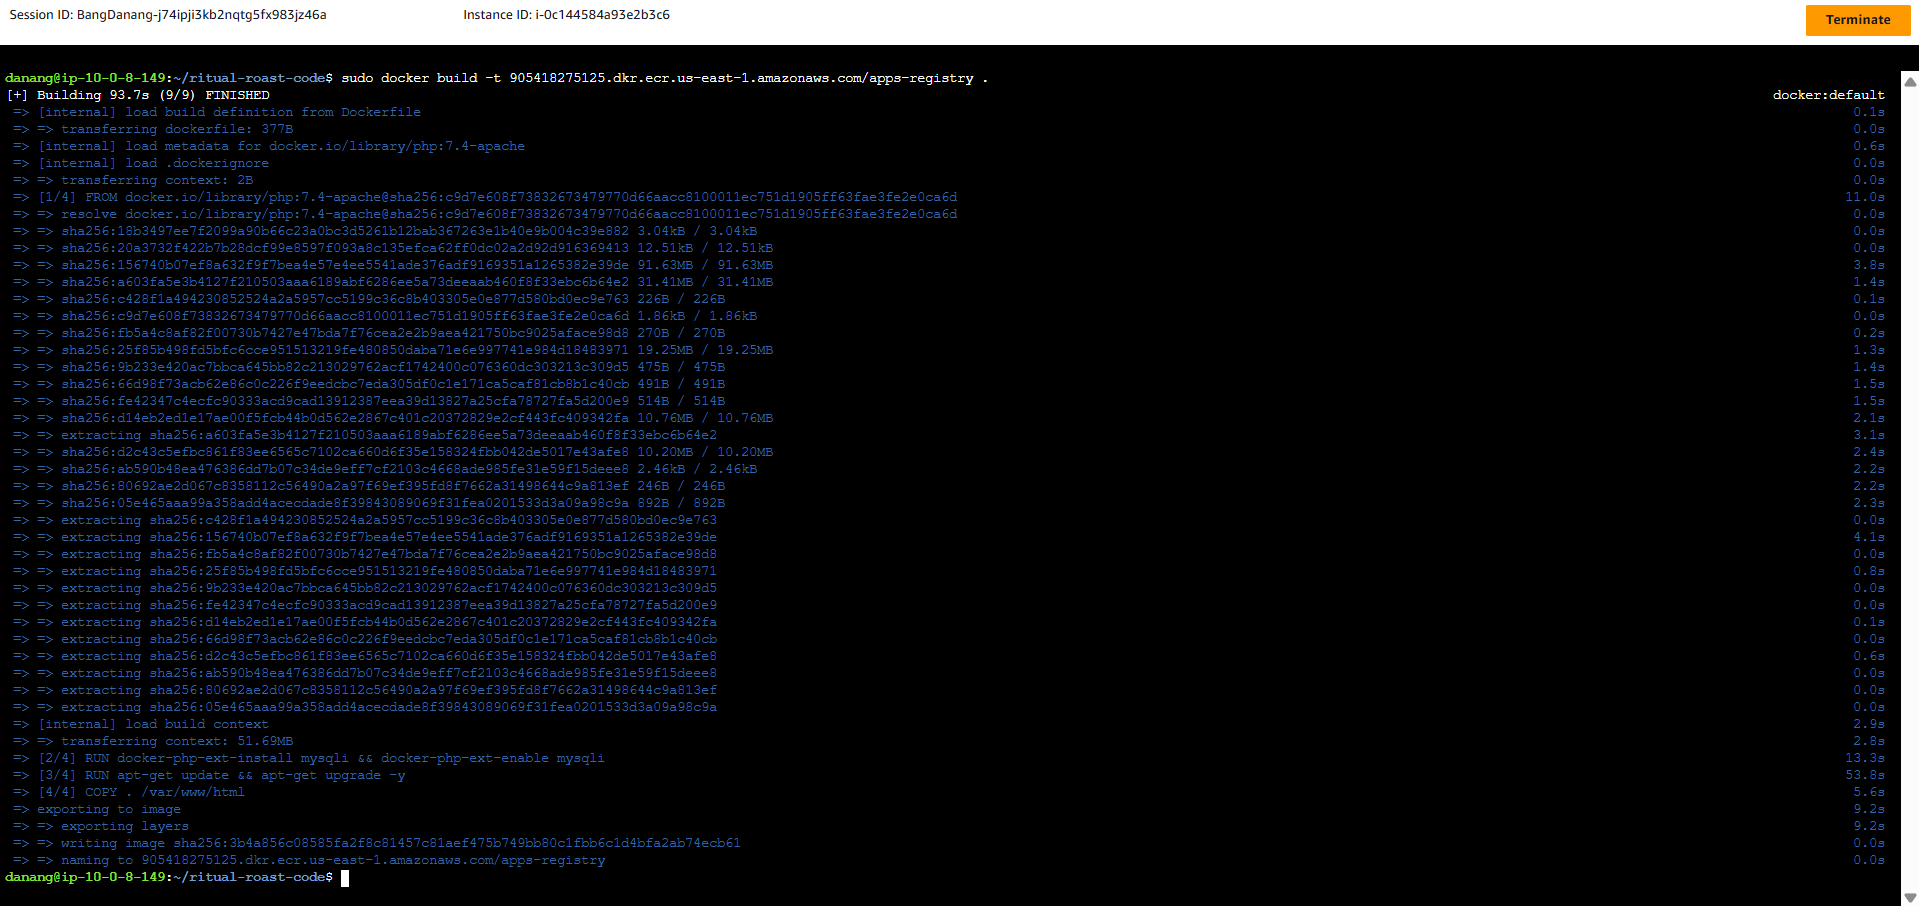 Session ID: BangDanang-j74ipji3kb2nqtg5fx983jz46a Instance ID: i-0c144584a93e2b3c6 Terminate
danang@ip-10-0-8-149:~/ritual-roast-code$ sudo docker build -t 905418275125.dkr.ecr.us-east-1.amazonaws.com/apps-registry .
[+] Building 93.7s (9/9) FINISHED docker:default
=> [internal] load build definition from Dockerfile 0.1s
=> => transferring dockerfile: 377B 0.0s
=> [internal] load metadata for docker.io/library/php:7.4-apache 0.6s
=> [internal] load .dockerignore 0.0s
=> => transferring context: 2B 0.0s
=> [1/4] FROM docker.io/library/php:7.4-apache@sha256:c9d7e608f73832673479770d66aacc8100011ec751d1905ff63fae3fe2e0ca6d 11.0s
=> => resolve docker.io/library/php:7.4-apache@sha256:c9d7e608f73832673479770d66aacc8100011ec751d1905ff63fae3fe2e0ca6d 0.0s
=> => sha256:18b3497ee7f2099a90b66c23a0bc3d5261b12bab367263e1b40e9b004c39e882 3.04kB / 3.04kB 0.0s
=> => sha256:20a3732f422b7b28dcf99e8597f093a8c135efca62ff0dc02a2d92d916369413 12.51kB / 12.51kB 0.0s
=> => sha256:156740b07ef8a632f9f7bea4e57e4ee5541ade376adf9169351a1265382e39de 91.63MB / 91.63MB 3.8s
=> => sha256:a603fa5e3b4127f210503aaa6189abf6286ee5a73deeaab460f8f33ebc6b64e2 31.41MB / 31.41MB 1.4s
=> => sha256:c428f1a494230852524a2a5957cc5199c36c8b403305e0e877d580bd0ec9e763 226B / 226B 0.1s
=> => sha256:c9d7e608f73832673479770d66aacc8100011ec751d1905ff63fae3fe2e0ca6d 1.86kB / 1.86kB 0.0s
=> => sha256:fb5a4c8af82f00730b7427e47bda7f76cea2e2b9aea421750bc9025aface98d8 270B / 270B 0.2s
=> => sha256:25f85b498fd5bfc6cce951513219fe480850daba71e6e997741e984d18483971 19.25MB / 19.25MB 1.3s
=> => sha256:9b233e420ac7bbca645bb82c213029762acf1742400c076360dc303213c309d5 475B / 475B 1.4s
=> => sha256:66d98f73acb62e86c0c226f9eedcbc7eda305df0c1e171ca5caf81cb8b1c40cb 491B / 491B 1.5s
=> => sha256:fe42347c4ecfc90333acd9cad13912387eea39d13827a25cfa78727fa5d200e9 514B / 514B 1.5s
=> => sha256:d14eb2ed1e17ae00f5fcb44b0d562e2867c401c20372829e2cf443fc409342fa 10.76MB / 10.76MB 2.1s
=> => extracting sha256:a603fa5e3b4127f210503aaa6189abf6286ee5a73deeaab460f8f33ebc6b64e2 3.1s
=> => sha256:d2c43c5efbc861f83ee6565c7102ca660d6f35e158324fbb042de5017e43afe8 10.20MB / 10.20MB 2.4s
=> => sha256:ab590b48ea476386dd7b07c34de9eff7cf2103c4668ade985fe31e59f15deee8 2.46kB / 2.46kB 2.2s
=> => sha256:80692ae2d067c8358112c56490a2a97f69ef395fd8f7662a31498644c9a813ef 246B / 246B 2.2s
=> => sha256:05e465aaa99a358add4acecdade8f39843089069f31fea0201533d3a09a98c9a 892B / 892B 2.3s
=> => extracting sha256:c428f1a494230852524a2a5957cc5199c36c8b403305e0e877d580bd0ec9e763 0.0s
=> => extracting sha256:156740b07ef8a632f9f7bea4e57e4ee5541ade376adf9169351a1265382e39de 4.1s
=> => extracting sha256:fb5a4c8af82f00730b7427e47bda7f76cea2e2b9aea421750bc9025aface98d8 0.0s
=> => extracting sha256:25f85b498fd5bfc6cce951513219fe480850daba71e6e997741e984d18483971 0.8s
=> => extracting sha256:9b233e420ac7bbca645bb82c213029762acf1742400c076360dc303213c309d5 0.0s
=> => extracting sha256:fe42347c4ecfc90333acd9cad13912387eea39d13827a25cfa78727fa5d200e9 0.0s
=> => extracting sha256:d14eb2ed1e17ae00f5fcb44b0d562e2867c401c20372829e2cf443fc409342fa 0.1s
=> => extracting sha256:66d98f73acb62e86c0c226f9eedcbc7eda305df0c1e171ca5caf81cb8b1c40cb 0.0s
=> => extracting sha256:d2c43c5efbc861f83ee6565c7102ca660d6f35e158324fbb042de5017e43afe8 0.6s
=> => extracting sha256:ab590b48ea476386dd7b07c34de9eff7cf2103c4668ade985fe31e59f15deee8 0.0s
=> => extracting sha256:80692ae2d067c8358112c56490a2a97f69ef395fd8f7662a31498644c9a813ef 0.0s
=> => extracting sha256:05e465aaa99a358add4acecdade8f39843089069f31fea0201533d3a09a98c9a 0.0s
=> [internal] load build context 2.9s
=> => transferring context: 51.69MB 2.8s
=> [2/4] RUN docker-php-ext-install mysqli && docker-php-ext-enable mysqli 13.3s
=> [3/4] RUN apt-get update && apt-get upgrade -y 53.8s
=> [4/4] COPY . /var/www/html 5.6s
=> exporting to image 9.2s
=> => exporting layers 9.2s
=> => writing image sha256:3b4a856c08585fa2f8c81457c81aef475b749bb80c1fbb6c1d4bfa2ab74ecb61 0.0s
=> => naming to 905418275125.dkr.ecr.us-east-1.amazonaws.com/apps-registry 0.0s
danang@ip-10-0-8-149:~/ritual-roast-code$